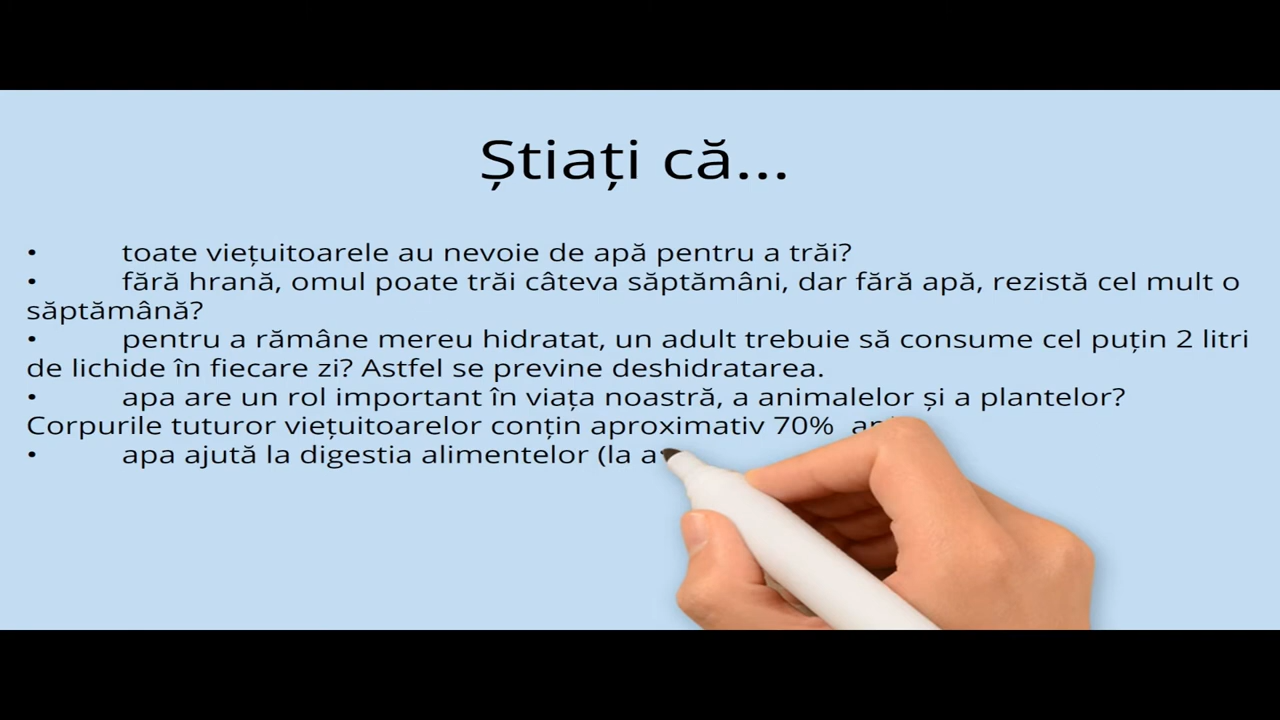 Știați că...
• toate viețuitoarele au nevoie de apă pentru a trăi?
• fără hrană, omul poate trăi câteva săptămâni, dar fără apă, rezistă cel mult o
săptămână?
• pentru a rămâne mereu hidratat, un adult trebuie să consume cel puțin 2 litri
de lichide în fiecare zi? Astfel se previne deshidratarea.
• apa are un rol important în viața noastră, a animalelor și a plantelor?
Corpurile tuturor viețuitoarelor conțin aproximativ 70%
• apa ajută la digestia alimentelor (la